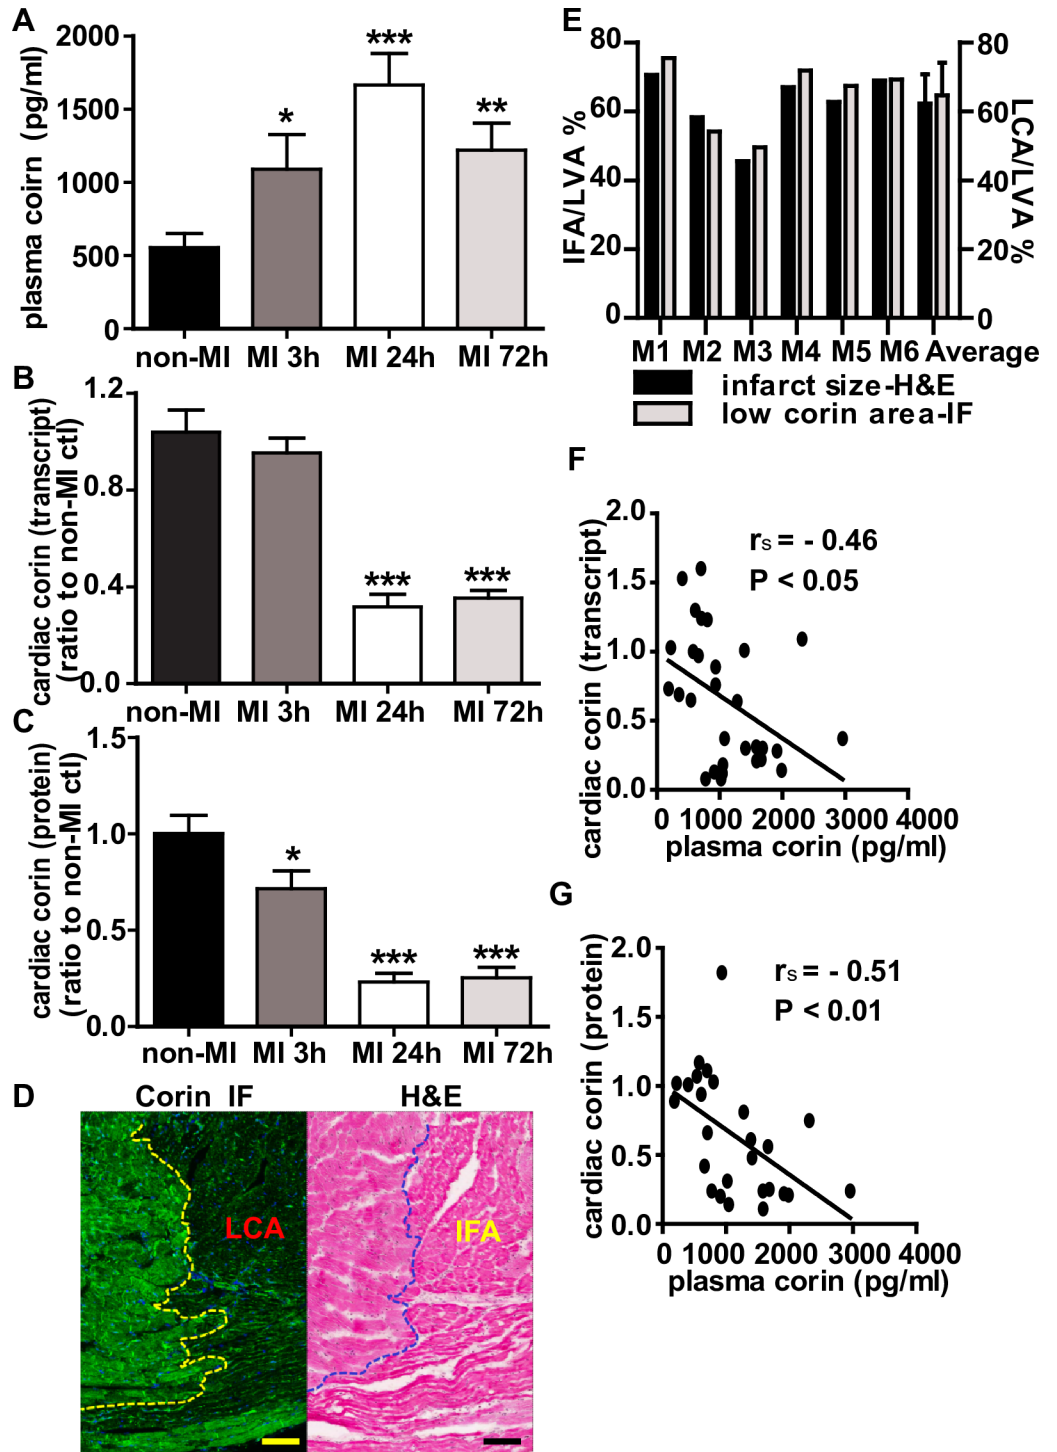 A
plasma coirn (pg/ml)
2000
1500
1000
500
0
***
*
**
non-MI MI 3h MI 24h MI 72h
B
cardiac corin (transcript)
(ratio to non-MI ctl)
1.2
0.8
0.4
0.0
*** ***
non-MI MI 3h MI 24h MI 72h
C
cardiac corin (protein)
(ratio to non-MI ctl)
1.5
1.0
0.5
0.0
*
*** ***
non-MI MI 3h MI 24h MI 72h
D
Corin IF
H&E
LCA
IFA
E
IFA/LVA %
80
60
40
20
0
80
60
40
20
0
LCA/LVA %
M1 M2 M3 M4 M5 M6 Average
infarct size-H&E
low corin area-IF
F
cardiac corin (transcript)
2.0
1.5
1.0
0.5
0.0
rs = - 0.46
P < 0.05
0 1000 2000 3000 4000
plasma corin (pg/ml)
G
cardiac corin (protein)
2.0
1.5
1.0
0.5
0.0
rs = - 0.51
P < 0.01
0 1000 2000 3000 4000
plasma corin (pg/ml)